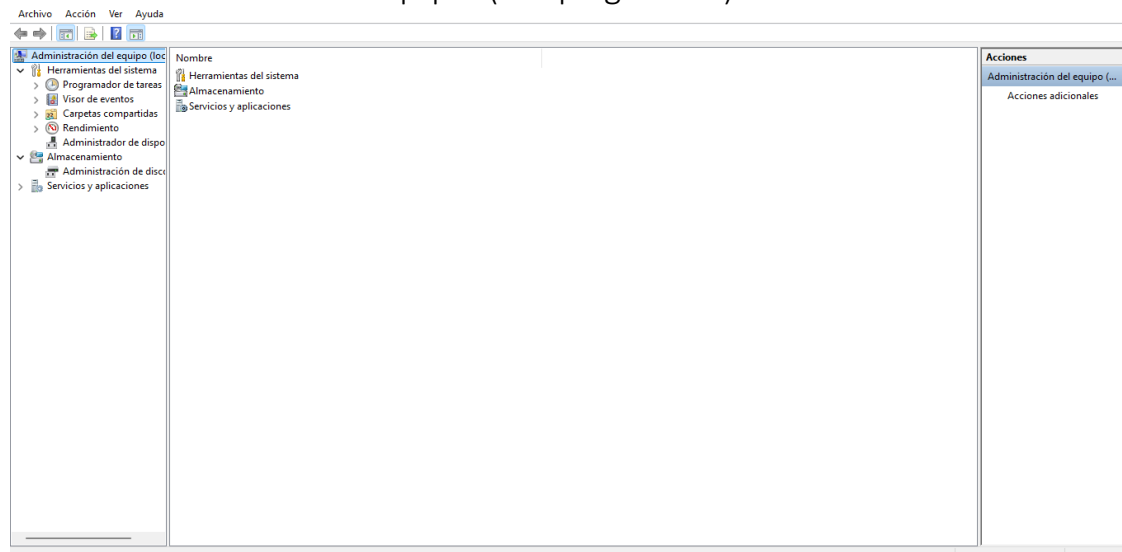 Archivo Acción Ver Ayuda
Administración del equipo (loc
Herramientas del sistema
Programador de tareas
Visor de eventos
Carpetas compartidas
Rendimiento
Administrador de dispo
Almacenamiento
Administración de disc
Servicios y aplicaciones
Nombre
Herramientas del sistema
Almacenamiento
Servicios y aplicaciones
Acciones
Administración del equipo (...
Acciones adicionales